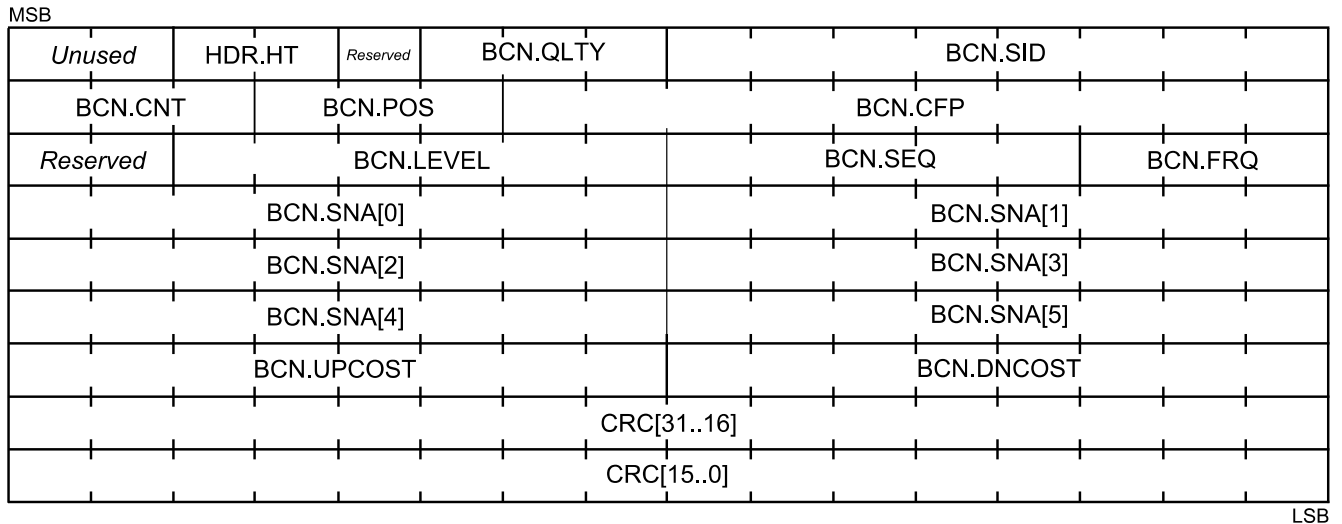 MSB
Unused HDR.HT Reserved BCN.QLTY BCN.SID
BCN.CNT BCN.POS BCN.CFP
Reserved BCN.LEVEL BCN.SEQ BCN.FRQ
BCN.SNA[0] BCN.SNA[1]
BCN.SNA[2] BCN.SNA[3]
BCN.SNA[4] BCN.SNA[5]
BCN.UPCOST BCN.DNCOST
CRC[31..16]
CRC[15..0]
LSB